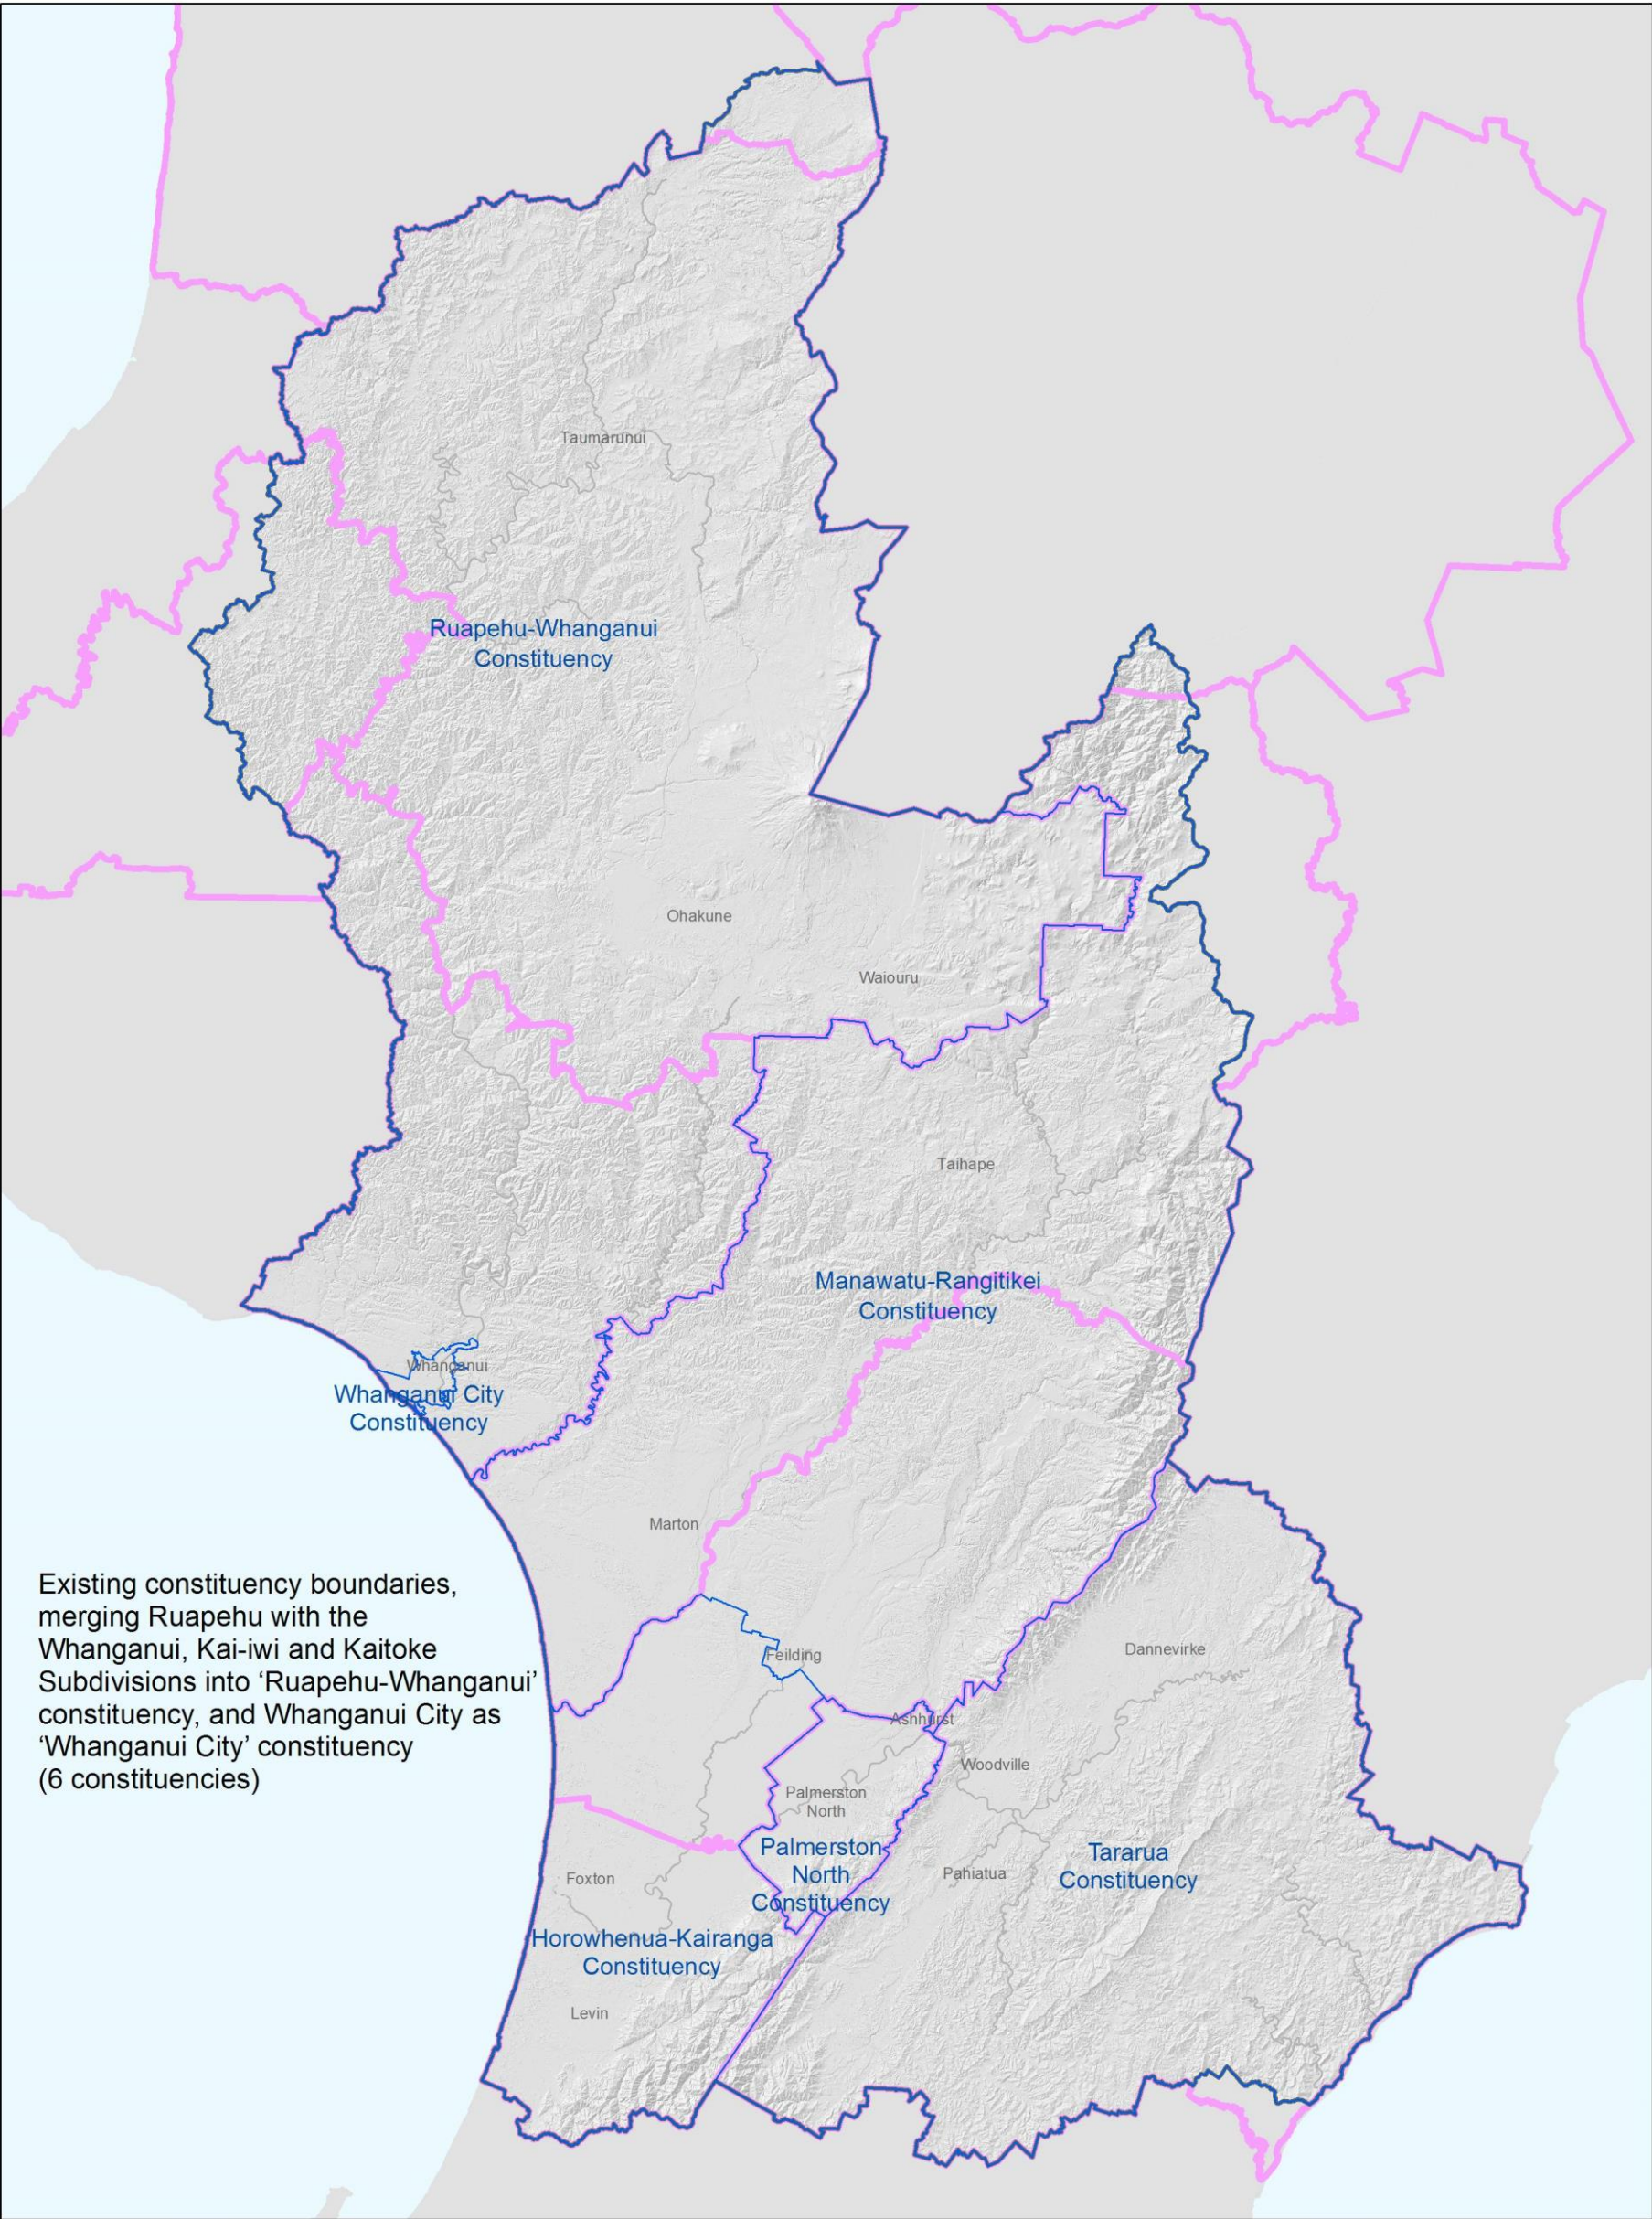 Taumarunui
Ruapehu-Whanganui
Constituency
Ohakune
Waiouru
Taihape
Manawatu-Rangitikei
Constituency
Whanganui
Whanganui City
Constituency
Marton
Existing constituency boundaries,
merging Ruapehu with the
Whanganui, Kai-iwi and Kaitoke
Subdivisions into ‘Ruapehu-Whanganui’
constituency, and Whanganui City as
‘Whanganui City’ constituency
(6 constituencies)
Feilding
Dannevirke
Ashhurst
Woodville
Palmerston
North
Palmerston
North
Constituency
Pahiatua
Tararua
Constituency
Foxton
Horowhenua-Kairanga
Constituency
Levin